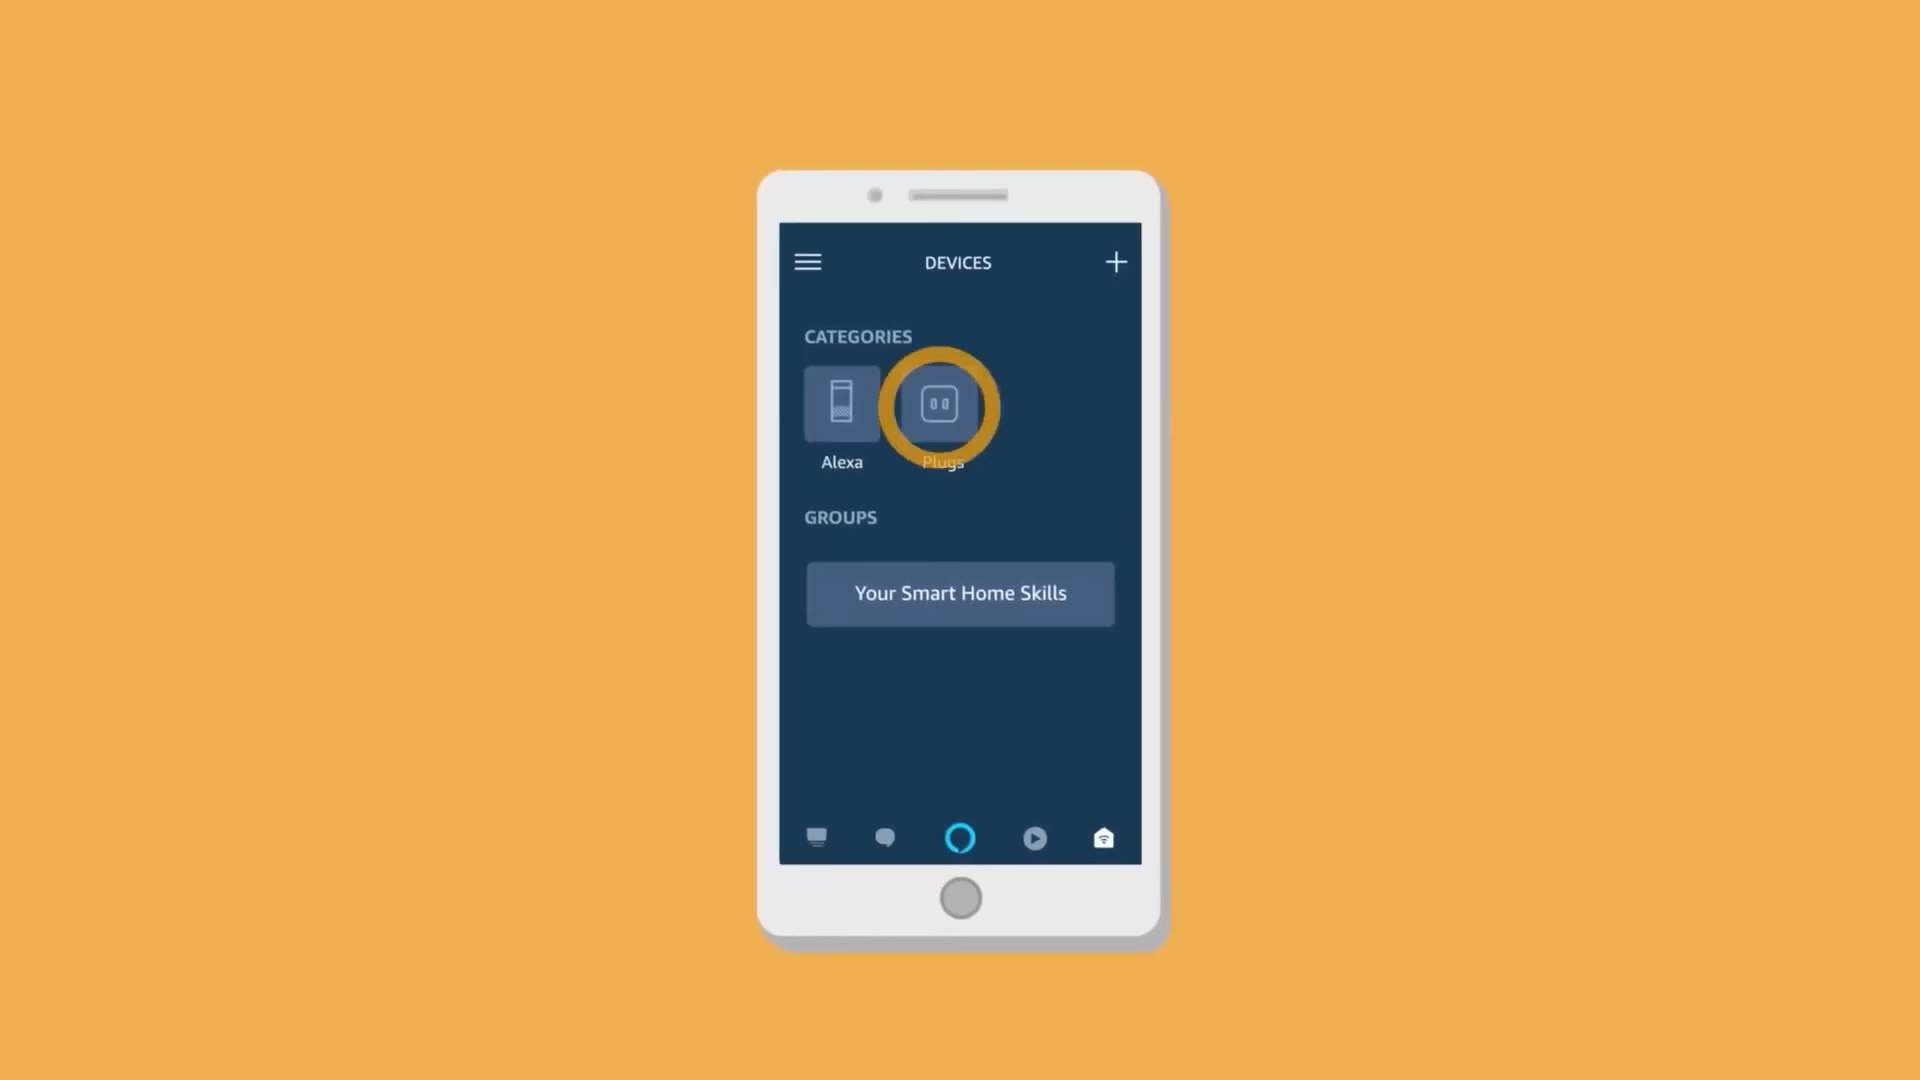 DEVICES
CATEGORIES
Alexa
Plugs
GROUPS
Your Smart Home Skills